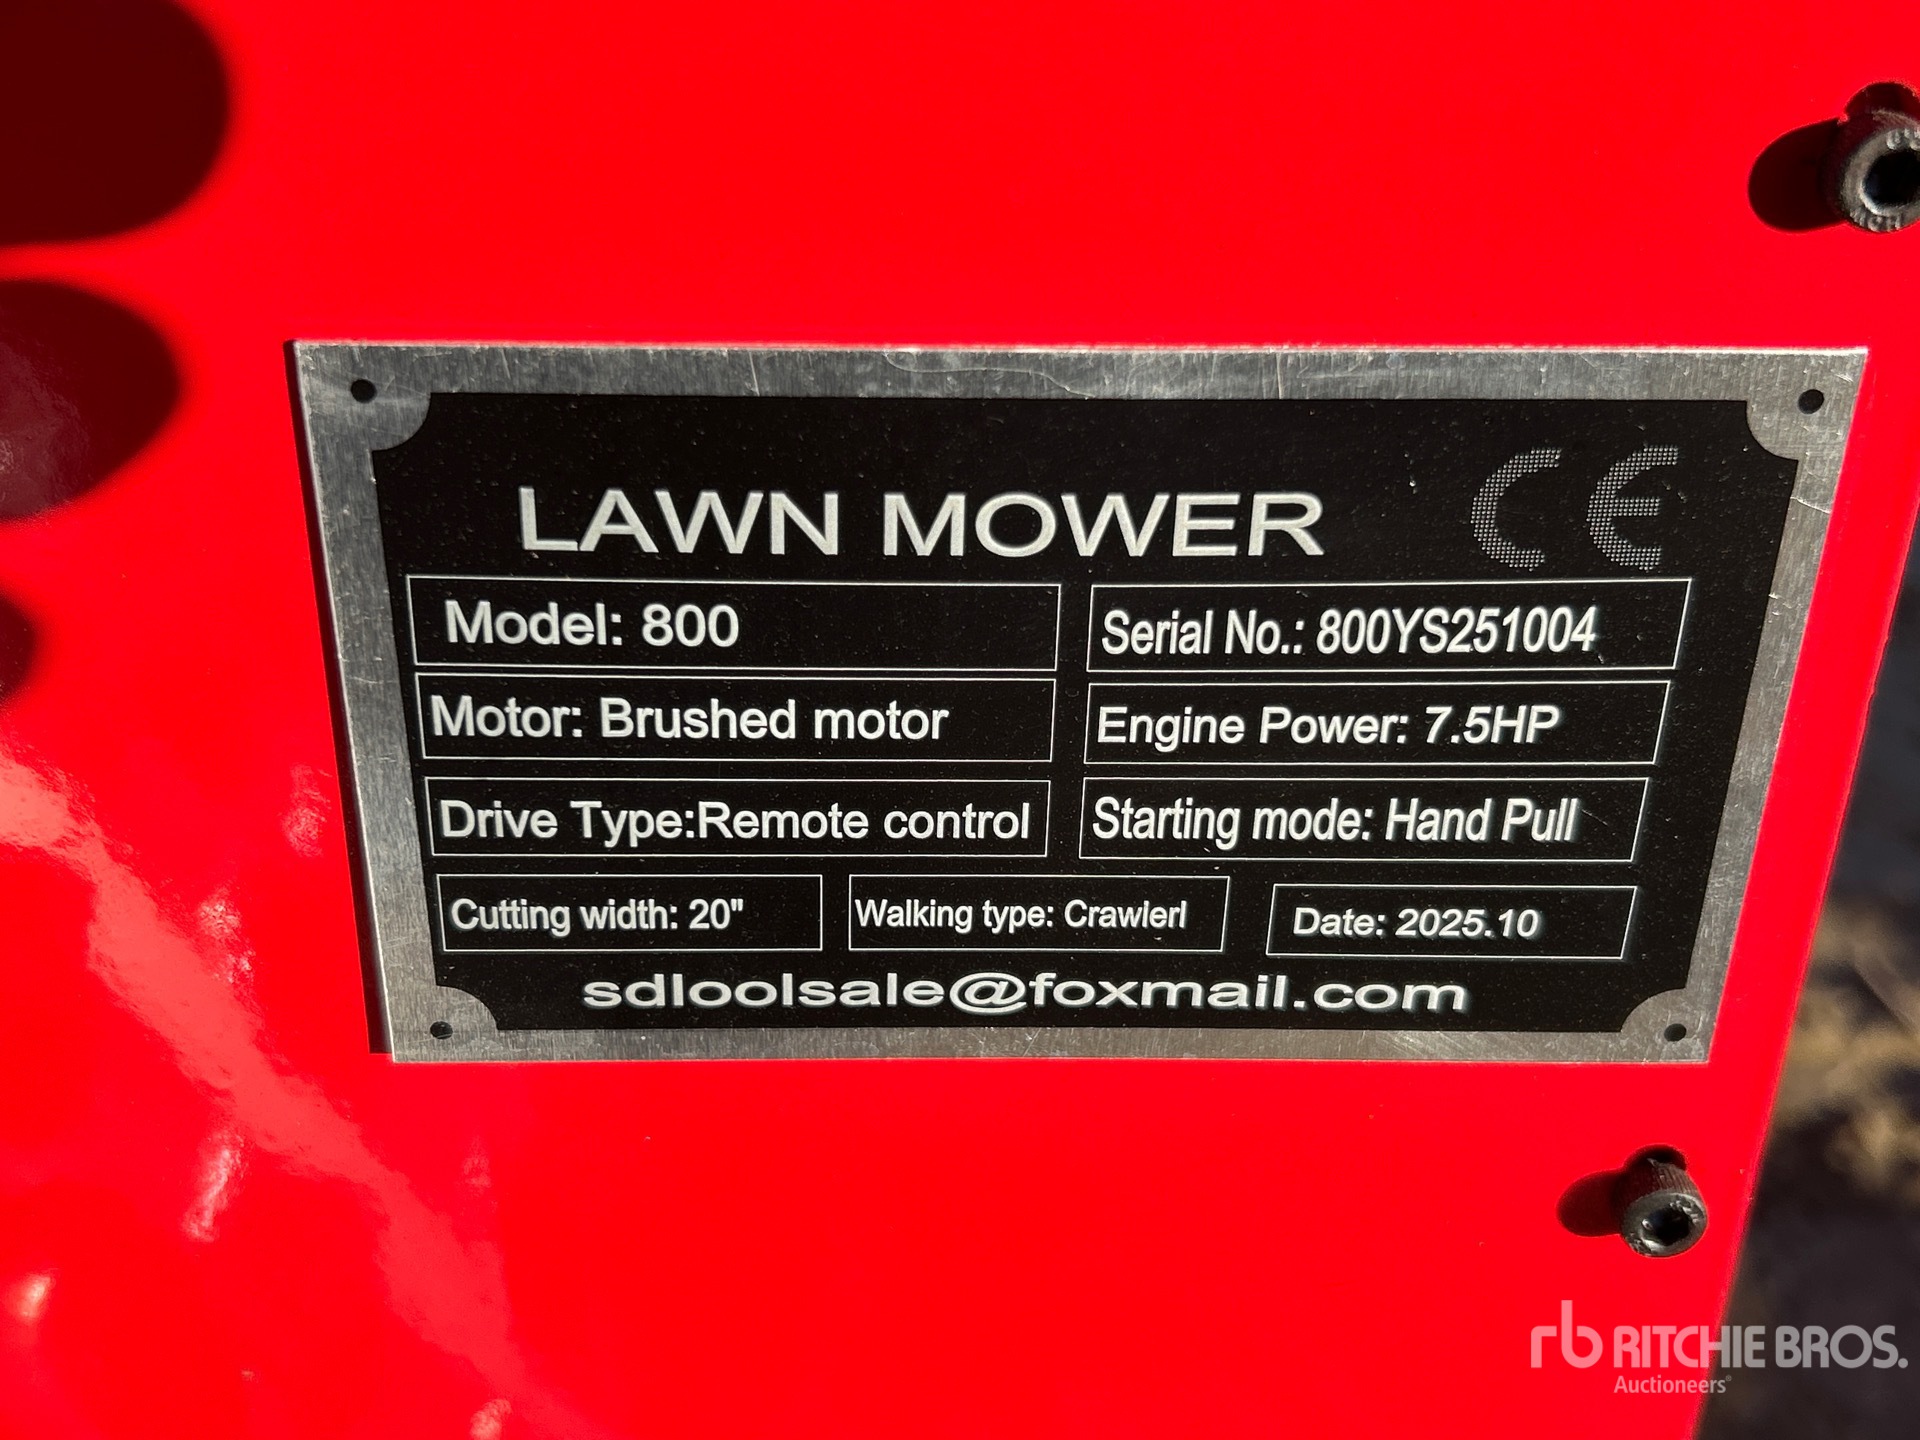 LAWN MOWER CE
Model: 800
Serial No.: 800YS251004
Motor: Brushed motor
Engine Power: 7.5HP
Drive Type:Remote control
Starting mode: Hand Pull
Cutting width: 20"
Walking type: Crawlerl
Date: 2025.10
sdloolsale@foxmail.com
rb RITCHIE BROS.
Auctioneers